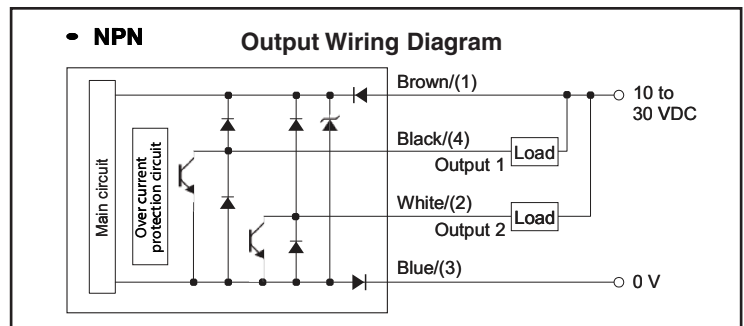 • NPN
Output Wiring Diagram
Main circuit
Over current
protection circuit
Brown/(1)
10 to
30 VDC
Black/(4)
Output 1
Load
White/(2)
Output 2
Load
Blue/(3)
0 V